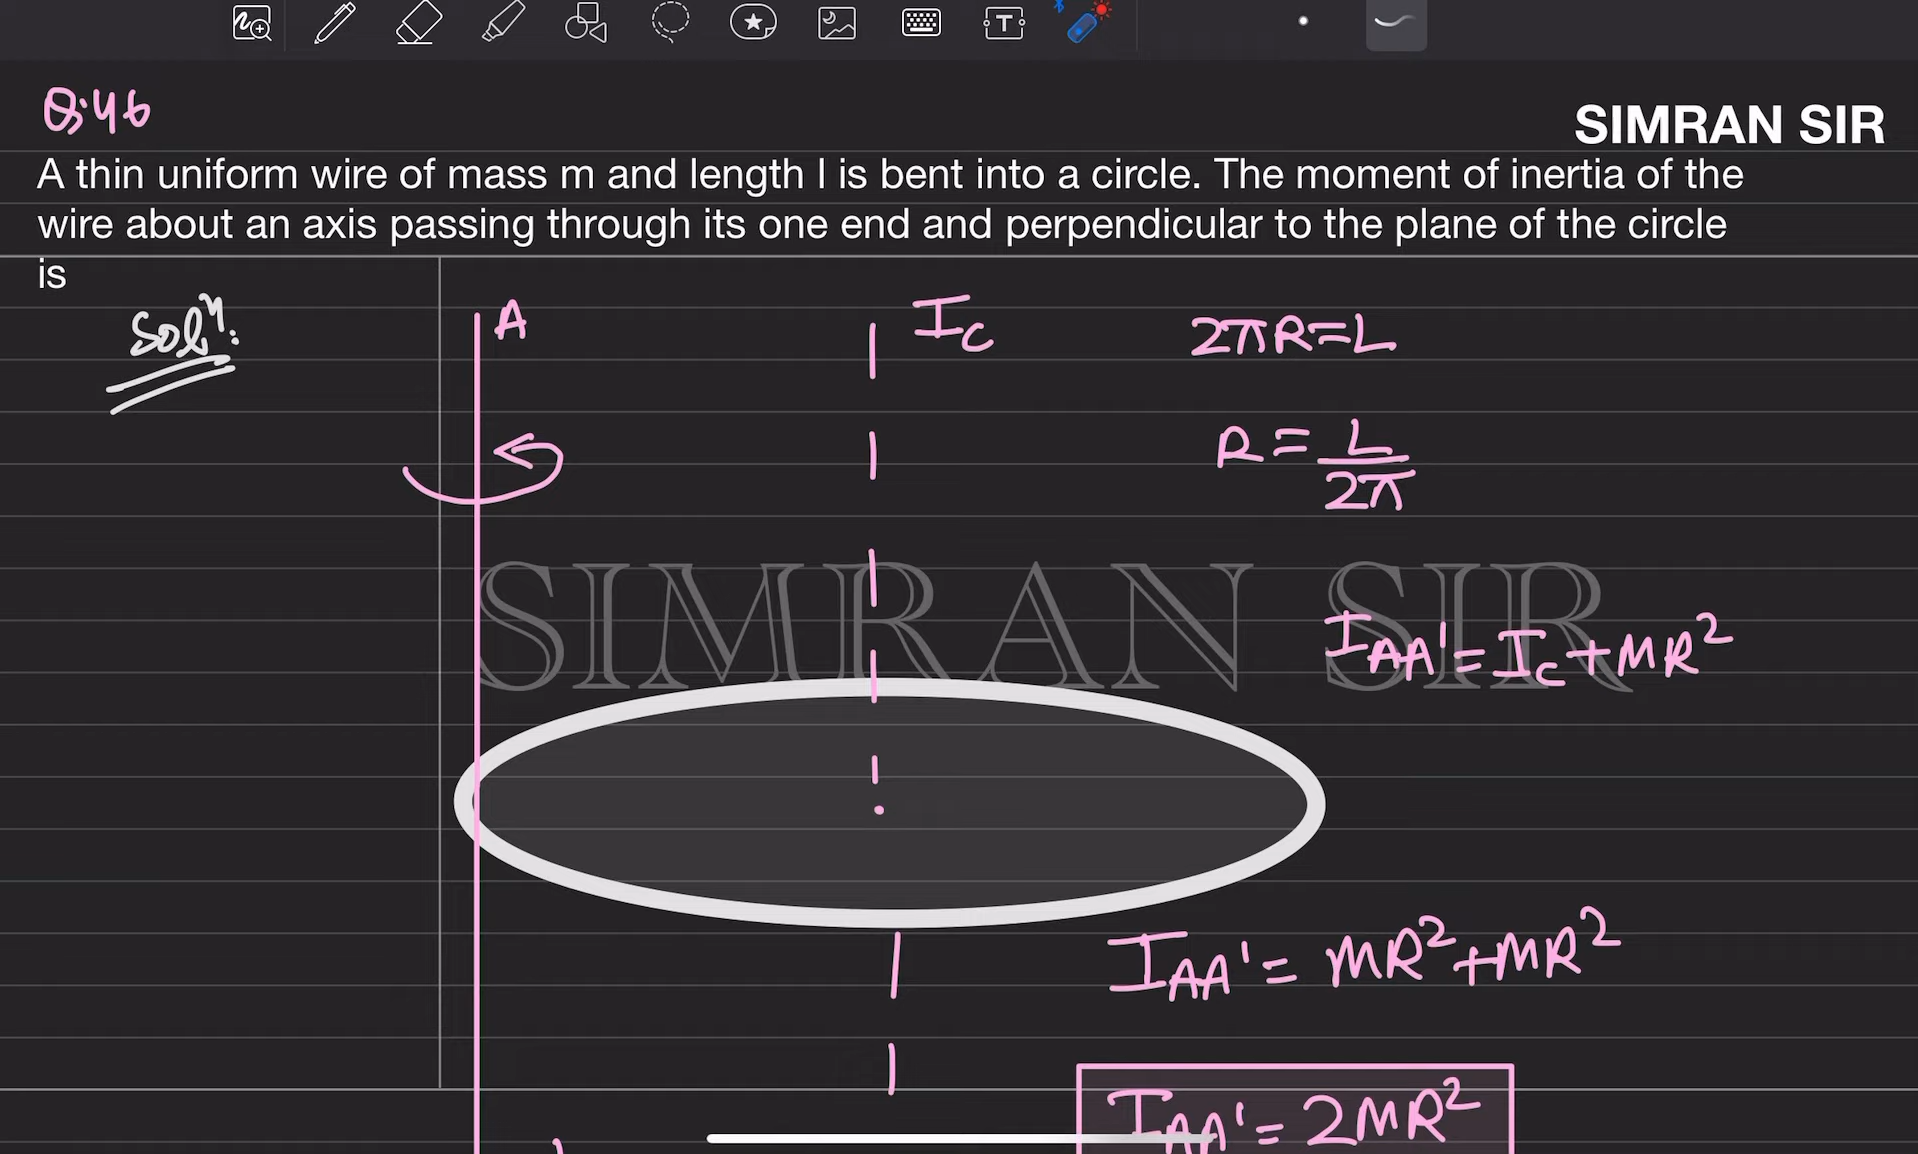 Q.46
SIMRAN SIR
A thin uniform wire of mass m and length l is bent into a circle. The moment of inertia of the
wire about an axis passing through its one end and perpendicular to the plane of the circle
is
Solⁿ:
A
I_C
2πR=L
R = L/2π
SIMRAN SIR
I_AA' = I_C + MR²
I_AA' = MR² + MR²
I_AA' = 2MR²